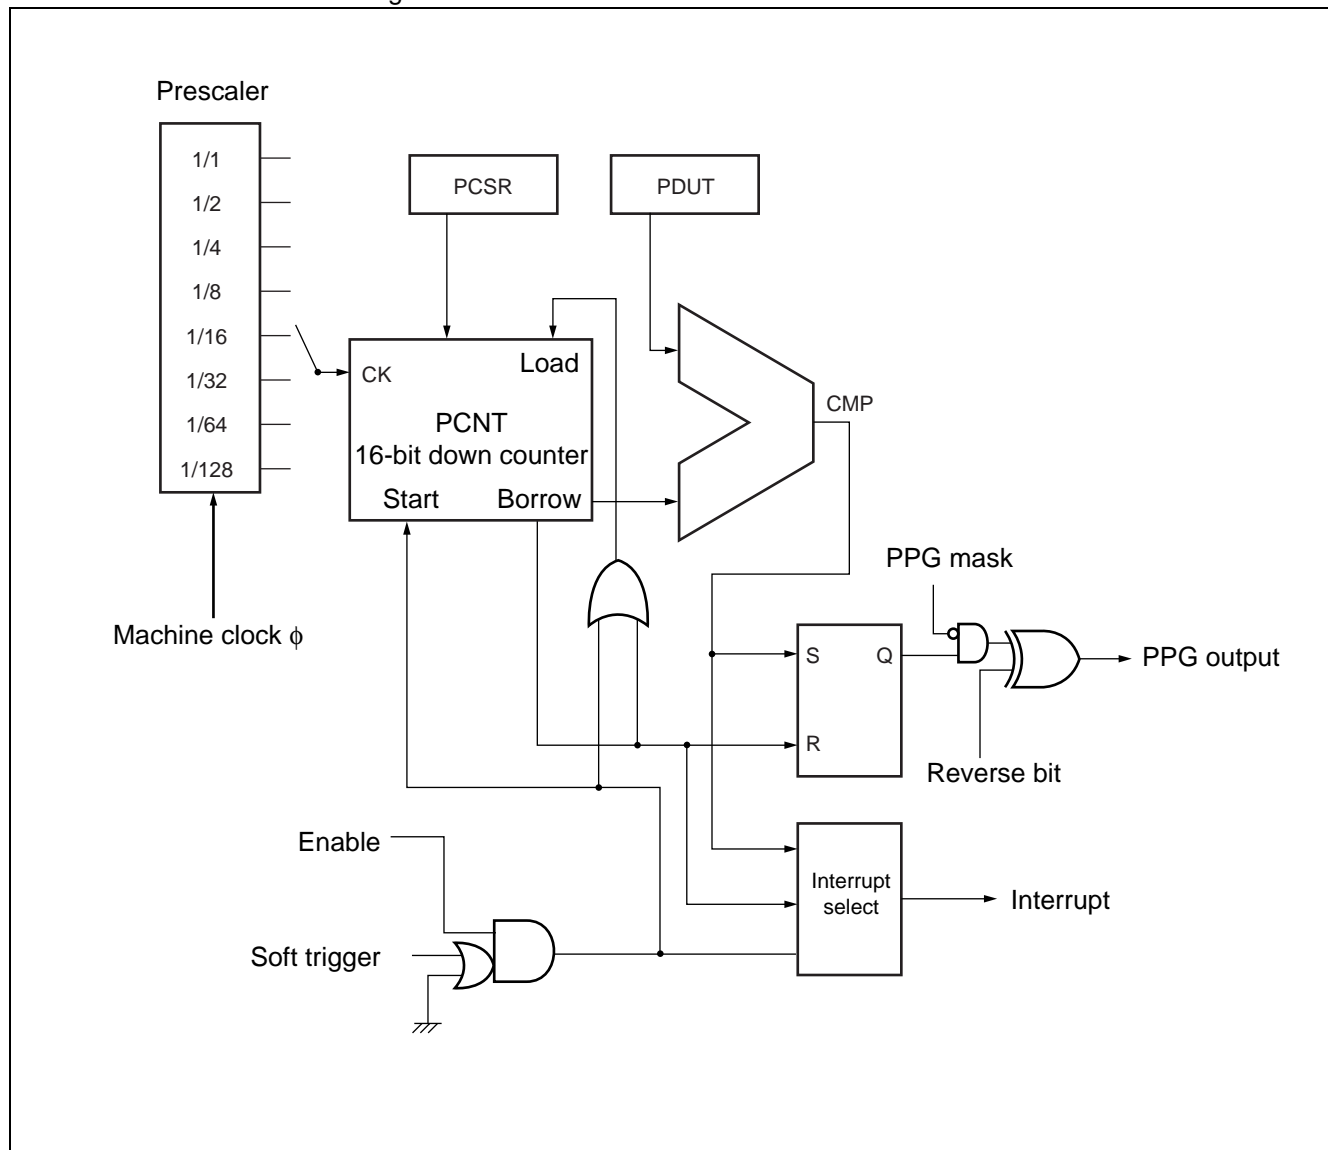 Prescaler
1/1
1/2
1/4
1/8
1/16
1/32
1/64
1/128
Machine clock ϕ
PCSR
PDUT
CK
Load
PCNT
16-bit down counter
Start
Borrow
CMP
PPG mask
S
Q
R
PPG output
Reverse bit
Enable
Soft trigger
Interrupt
select
Interrupt